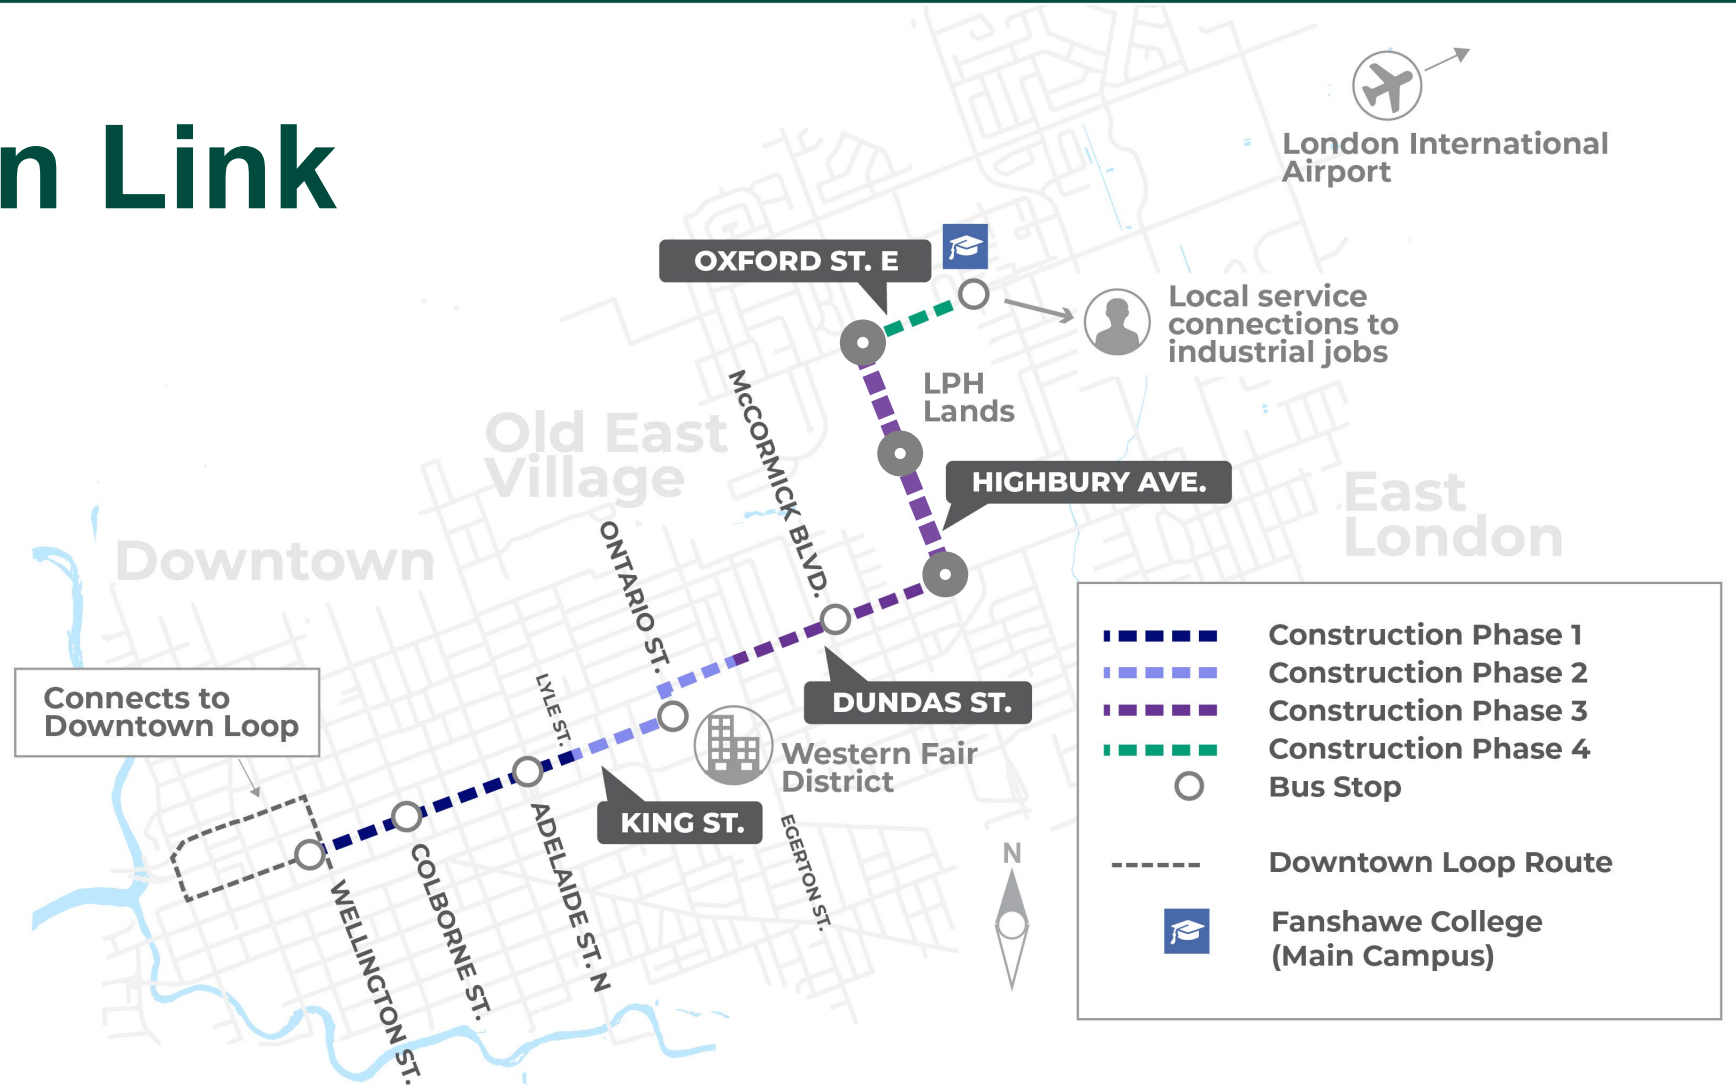 n Link
London International
Airport
OXFORD ST. E
Local service
connections to
industrial jobs
LPH
Lands
McCORMICK BLVD.
Old East
Village
HIGHBURY AVE.
East
London
ONTARIO ST.
Downtown
Connects to
Downtown Loop
LYLE ST.
DUNDAS ST.
Western Fair
District
KING ST.
EGERTON ST.
ADELAIDE ST. N
COLBORNE ST.
WELLINGTON ST.
N
Construction Phase 1
Construction Phase 2
Construction Phase 3
Construction Phase 4
Bus Stop
Downtown Loop Route
Fanshawe College
(Main Campus)